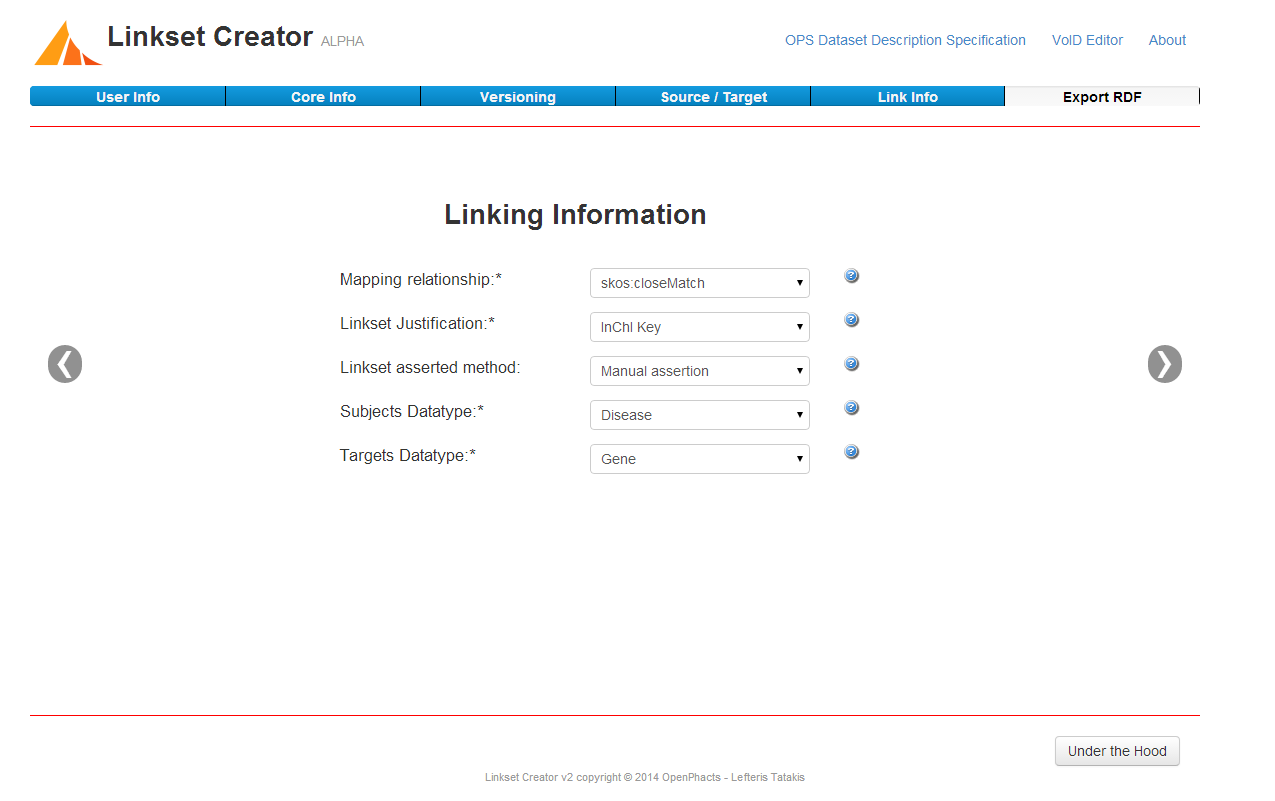 Linkset Creator ALPHA
OPS Dataset Description Specification VoID Editor About
User Info Core Info Versioning Source / Target Link Info Export RDF
Linking Information
Mapping relationship:* skos:closeMatch
Linkset Justification:* InChI Key
Linkset asserted method: Manual assertion
Subjects Datatype:* Disease
Targets Datatype:* Gene
Under the Hood
Linkset Creator v2 copyright © 2014 OpenPhacts - Lefteris Tatakis